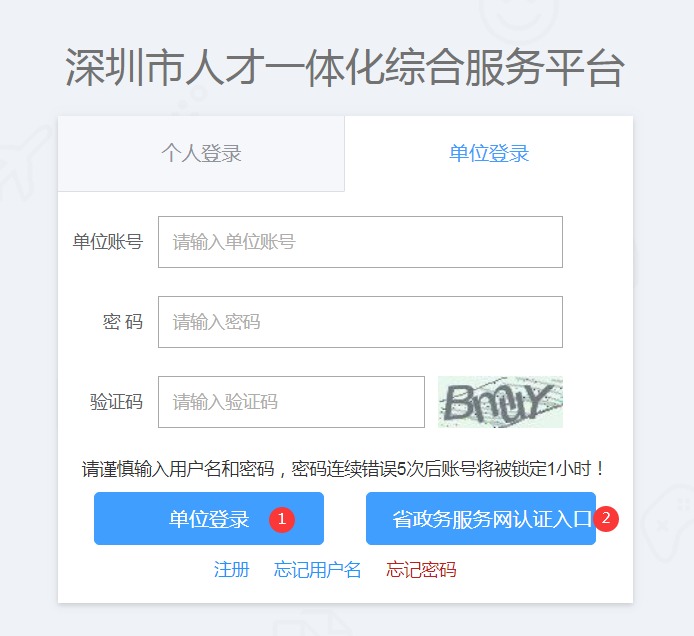 深圳市人才一体化综合服务平台
个人登录 单位登录
单位账号 请输入单位账号
密 码 请输入密码
验证码 请输入验证码 BnuY
请谨慎输入用户名和密码，密码连续错误5次后账号将被锁定1小时！
单位登录 1 省政务服务网认证入口 2
注册 忘记用户名 忘记密码